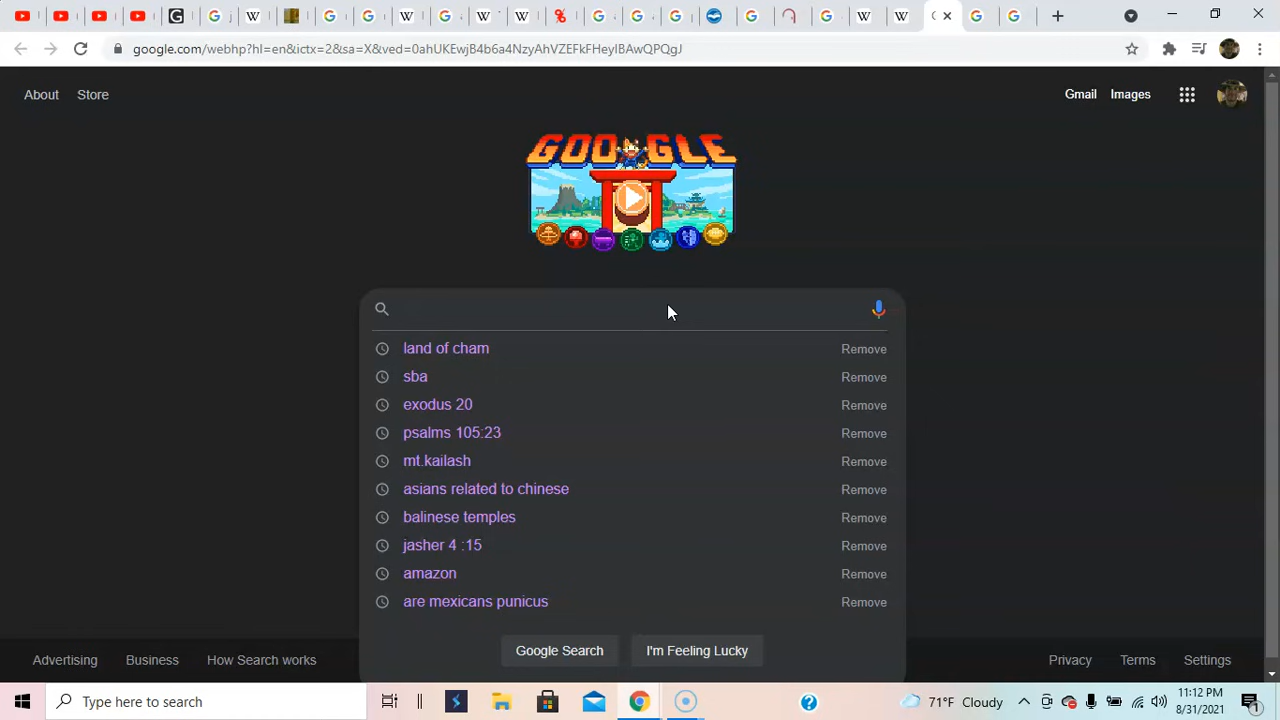 google.com/webhp?hl=en&ictx=2&sa=X&ved=0ahUKEwjB4b6a4NzyAhVZEFkFHeyIBAwQPQgJ
About Store Gmail Images
GOOGLE
land of cham Remove
sba Remove
exodus 20 Remove
psalms 105:23 Remove
mt.kailash Remove
asians related to chinese Remove
balinese temples Remove
jasher 4 :15 Remove
amazon Remove
are mexicans punicus Remove
Google Search I'm Feeling Lucky
Advertising Business How Search works Privacy Terms Settings
Type here to search 71°F Cloudy 11:12 PM
8/31/2021